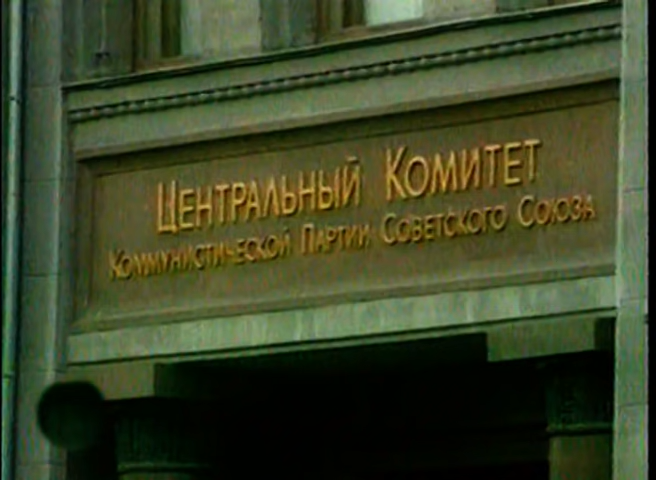 Центральный Комитет
Коммунистической Партии Советского Союза